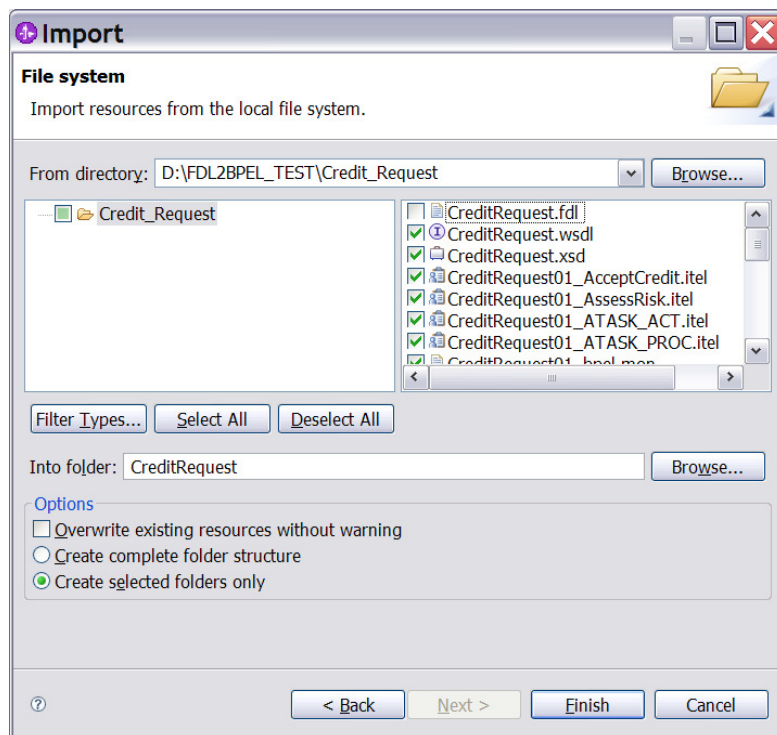 Import
File system
Import resources from the local file system.
From directory: D:\FDL2BPEL_TEST\Credit_Request
Browse...
Credit_Request
CreditRequest.fdl
CreditRequest.wsdl
CreditRequest.xsd
CreditRequest01_AcceptCredit.itel
CreditRequest01_AssessRisk.itel
CreditRequest01_ATASK_ACT.itel
CreditRequest01_ATASK_PROC.itel
CreditRequest01_bpel.mon
Filter Types... Select All Deselect All
Into folder: CreditRequest
Browse...
Options
Overwrite existing resources without warning
Create complete folder structure
Create selected folders only
? < Back Next > Finish Cancel